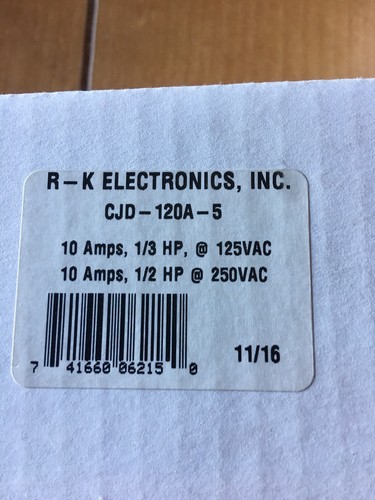 R-K ELECTRONICS, INC.
CJD-120A-5
10 Amps, 1/3 HP, @ 125VAC
10 Amps, 1/2 HP @ 250VAC
7 41660 06215 0
11/16